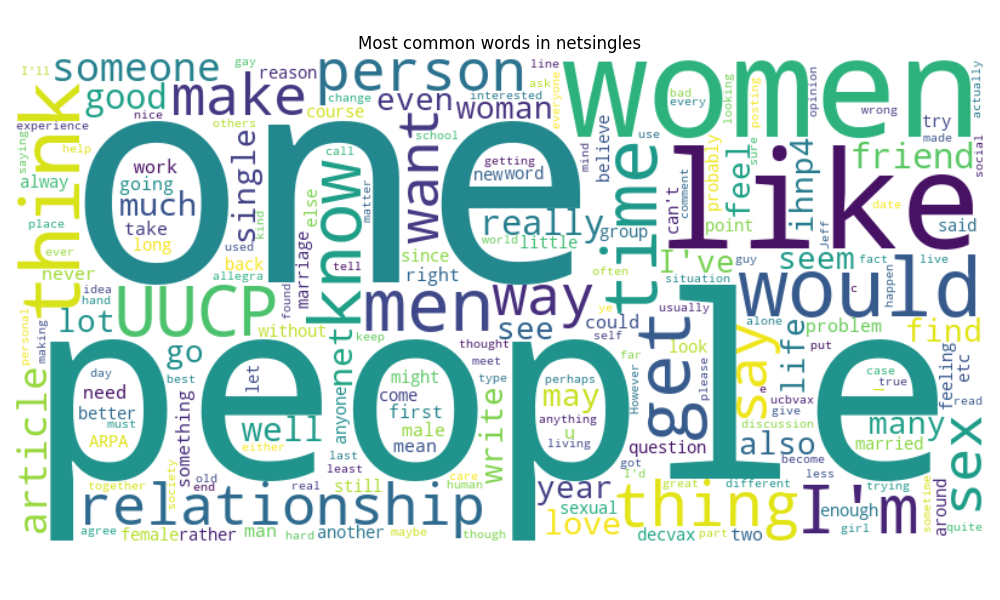 Most common words in netsingles
I'll
someone
gay
reason
person
line
ask
women
bad
every
looking
posting
opinion
wrong
actually
good
make
even
change
interested
woman
everyone
try
made
experience
nice
course
others
one
school
mind
believe
use
sure
social
saying
help
think
work
going
much
take
long
single
call
else
matter
know
want
getting
new
word
time
can't
comment
probably
feel
ihnp4
friend
like
date
alway
place
ever
never
used
kind
back
allegra
marriage
tell
since
right
really
world
little
group
point
Jeff
said
I've
guy
seem
fact
live
situation
often
idea
hand
UUCP
found
men
way
ye
usually
would
c
happen
personal
making
lot
without
net
keep
see
could
self
get
alone
problem
find
go
thought
meet
look
say
life
put
article
day
best
let
people
might
type
perhaps
However
far
please
e
ucbvax
give
case
true
feeling
etc
read
need
better
must
ARPA
something
well
anyone
come
first
male
mean
write
may
anything
u
living
discussion
many
married
either
last
least
question
also
become
sex
together
society
old
end
real
still
human
care
year
got
I'd
great
different
less
trying
relationship
sexual
love
thing
I'm
enough
around
sometime
agree
female
rather
man
hard
another
maybe
though
decvax
part
two
girl
quite